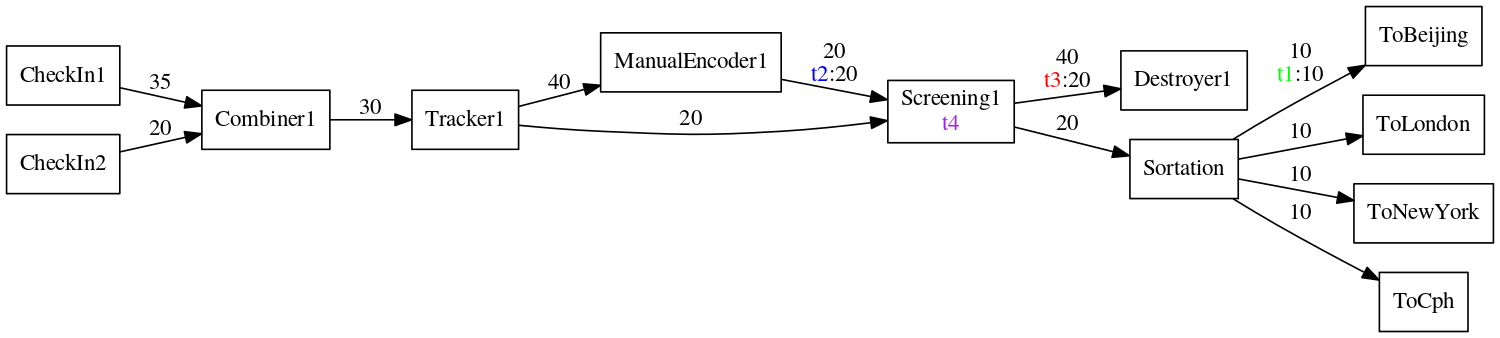 CheckIn1
35
CheckIn2
20
Combiner1
30
Tracker1
40
20
ManualEncoder1
20
t2:20
Screening1
t4
40
t3:20
20
Destroyer1
Sortation
10
t1:10
10
10
10
ToBeijing
ToLondon
ToNewYork
ToCph